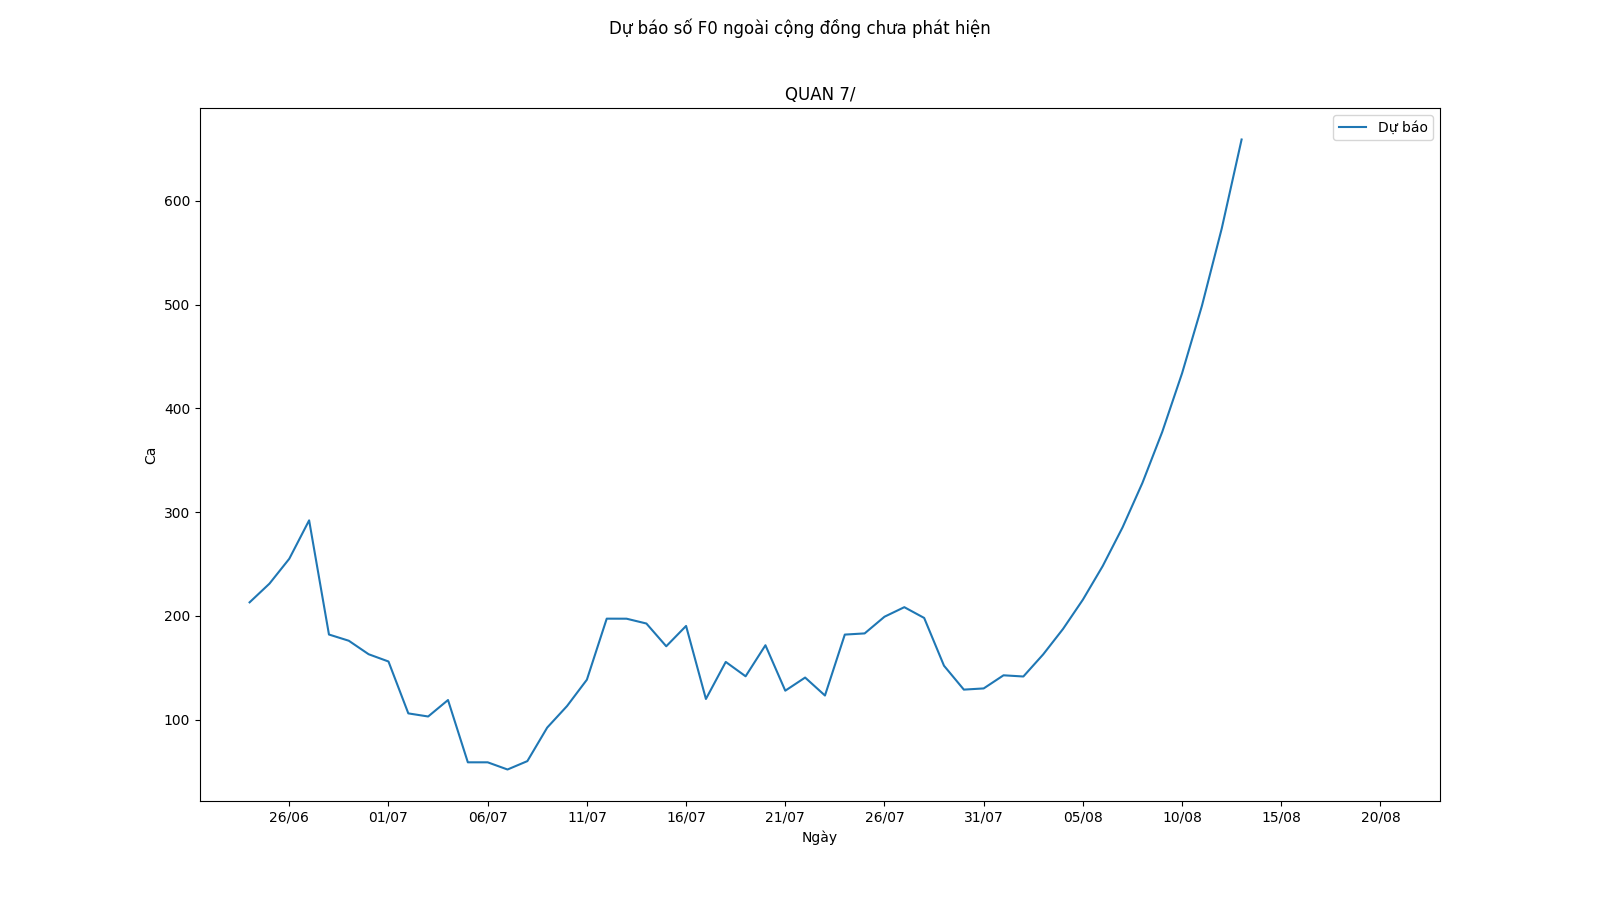 Dự báo số F0 ngoài cộng đồng chưa phát hiện
QUAN 7/
Dự báo
600
500
400
300
200
100
Ca
26/06 01/07 06/07 11/07 16/07 21/07 26/07 31/07 05/08 10/08 15/08 20/08
Ngày